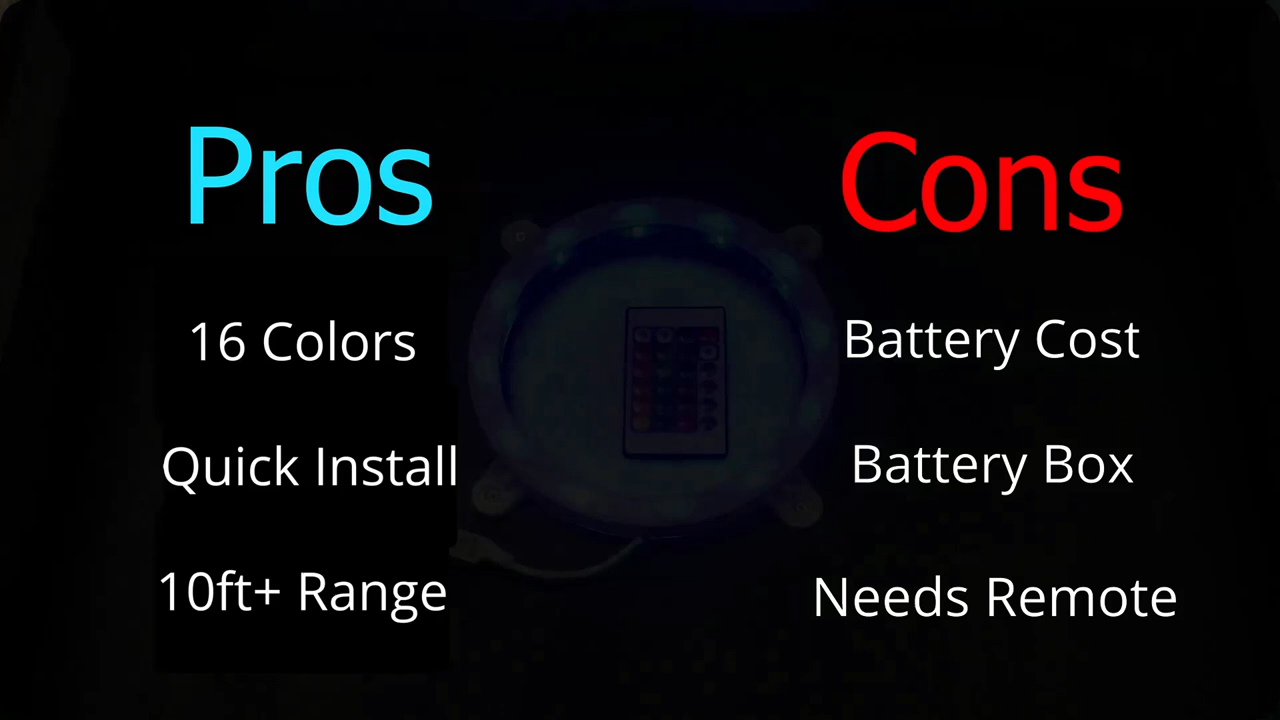 Pros
16 Colors
Quick Install
10ft+ Range
Cons
Battery Cost
Battery Box
Needs Remote